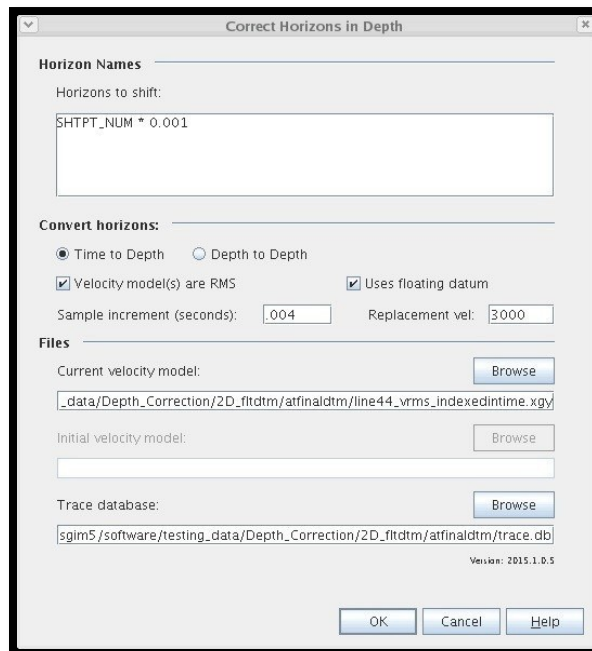 Correct Horizons in Depth
Horizon Names
Horizons to shift:
SHTPT_NUM * 0.001
Convert horizons:
Time to Depth Depth to Depth
Velocity model(s) are RMS Uses floating datum
Sample increment (seconds): .004 Replacement vel: 3000
Files
Current velocity model: Browse
_data/Depth_Correction/2D_fltdtm/atfinaldtm/line44_vrms_indexedintime.xgy
Initial velocity model: Browse
Trace database: Browse
sgim5/software/testing_data/Depth_Correction/2D_fltdtm/atfinaldtm/trace.db
Version: 2015.1.0.5
OK Cancel Help